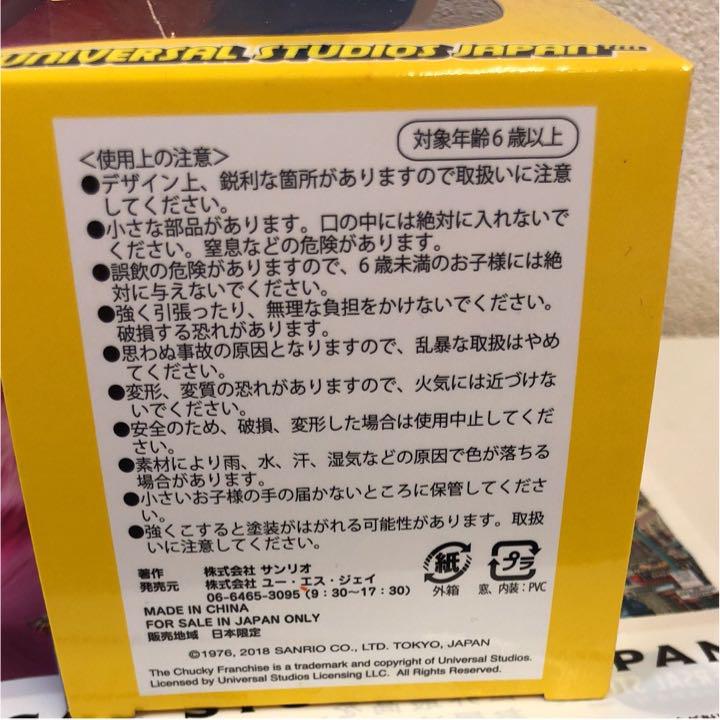 UNIVERSAL STUDIOS JAPAN™
対象年齢6歳以上
＜使用上の注意＞
●デザイン上、鋭利な箇所がありますので取扱いに注意
してください。
●小さな部品があります。口の中には絶対に入れないで
ください。窒息などの危険があります。
●誤飲の危険がありますので、6歳未満のお子様には絶
対に与えないでください。
●強く引張ったり、無理な負担をかけないでください。
破損する恐れがあります。
●思わぬ事故の原因となりますので、乱暴な取扱はやめ
てください。
●変形、変質の恐れがありますので、火気には近づけな
いでください。
●安全のため、破損、変形した場合は使用中止してくだ
さい。
●素材により雨、水、汗、湿気などの原因で色が落ちる
場合があります。
●小さいお子様の手の届かないところに保管してくださ
い。
●強くこすると塗装がはがれる可能性があります。取扱
いに注意してください。
著作 株式会社 サンリオ
発売元 株式会社 ユー・エス・ジェイ
06-6465-3095（9：30〜17：30）
MADE IN CHINA
FOR SALE IN JAPAN ONLY
販売地域 日本限定
紙
外箱
プラ
窓、内装：PVC
©1976, 2018 SANRIO CO., LTD. TOKYO, JAPAN
The Chucky Franchise is a trademark and copyright of Universal Studios.
Licensed by Universal Studios Licensing LLC. All Rights Reserved.